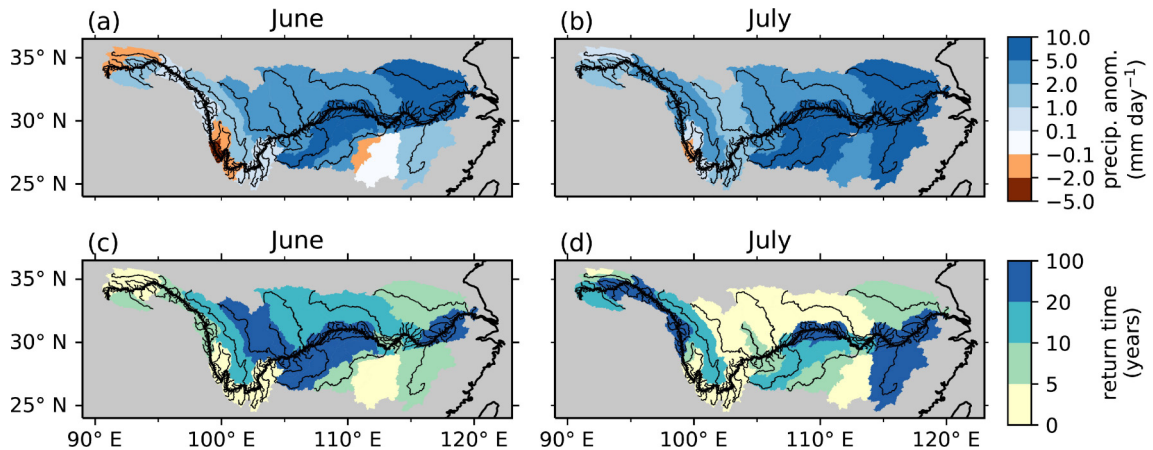 (a) June
(b) July
35° N
30° N
25° N
10.0
5.0
2.0
1.0
0.1
−0.1
−2.0
−5.0
precip. anom.
(mm day⁻¹)
(c) June
(d) July
35° N
30° N
25° N
90° E 100° E 110° E 120° E
90° E 100° E 110° E 120° E
100
20
10
5
0
return time
(years)